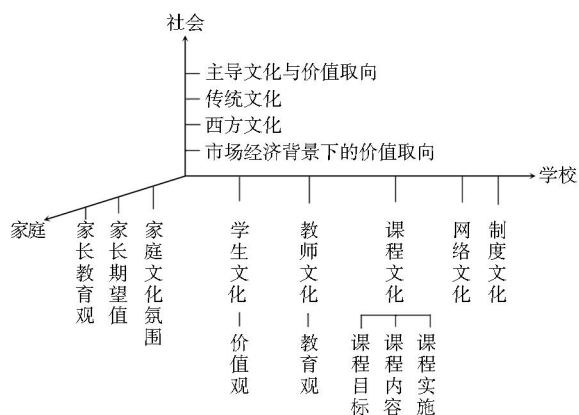 社会
主导文化与价值取向
传统文化
西方文化
市场经济背景下的价值取向
学校
家庭
家长教育观
家长期望值
家庭文化氛围
学生文化
教师文化
课程文化
网络文化
制度文化
价值观
教育观
课程目标
课程内容
课程实施